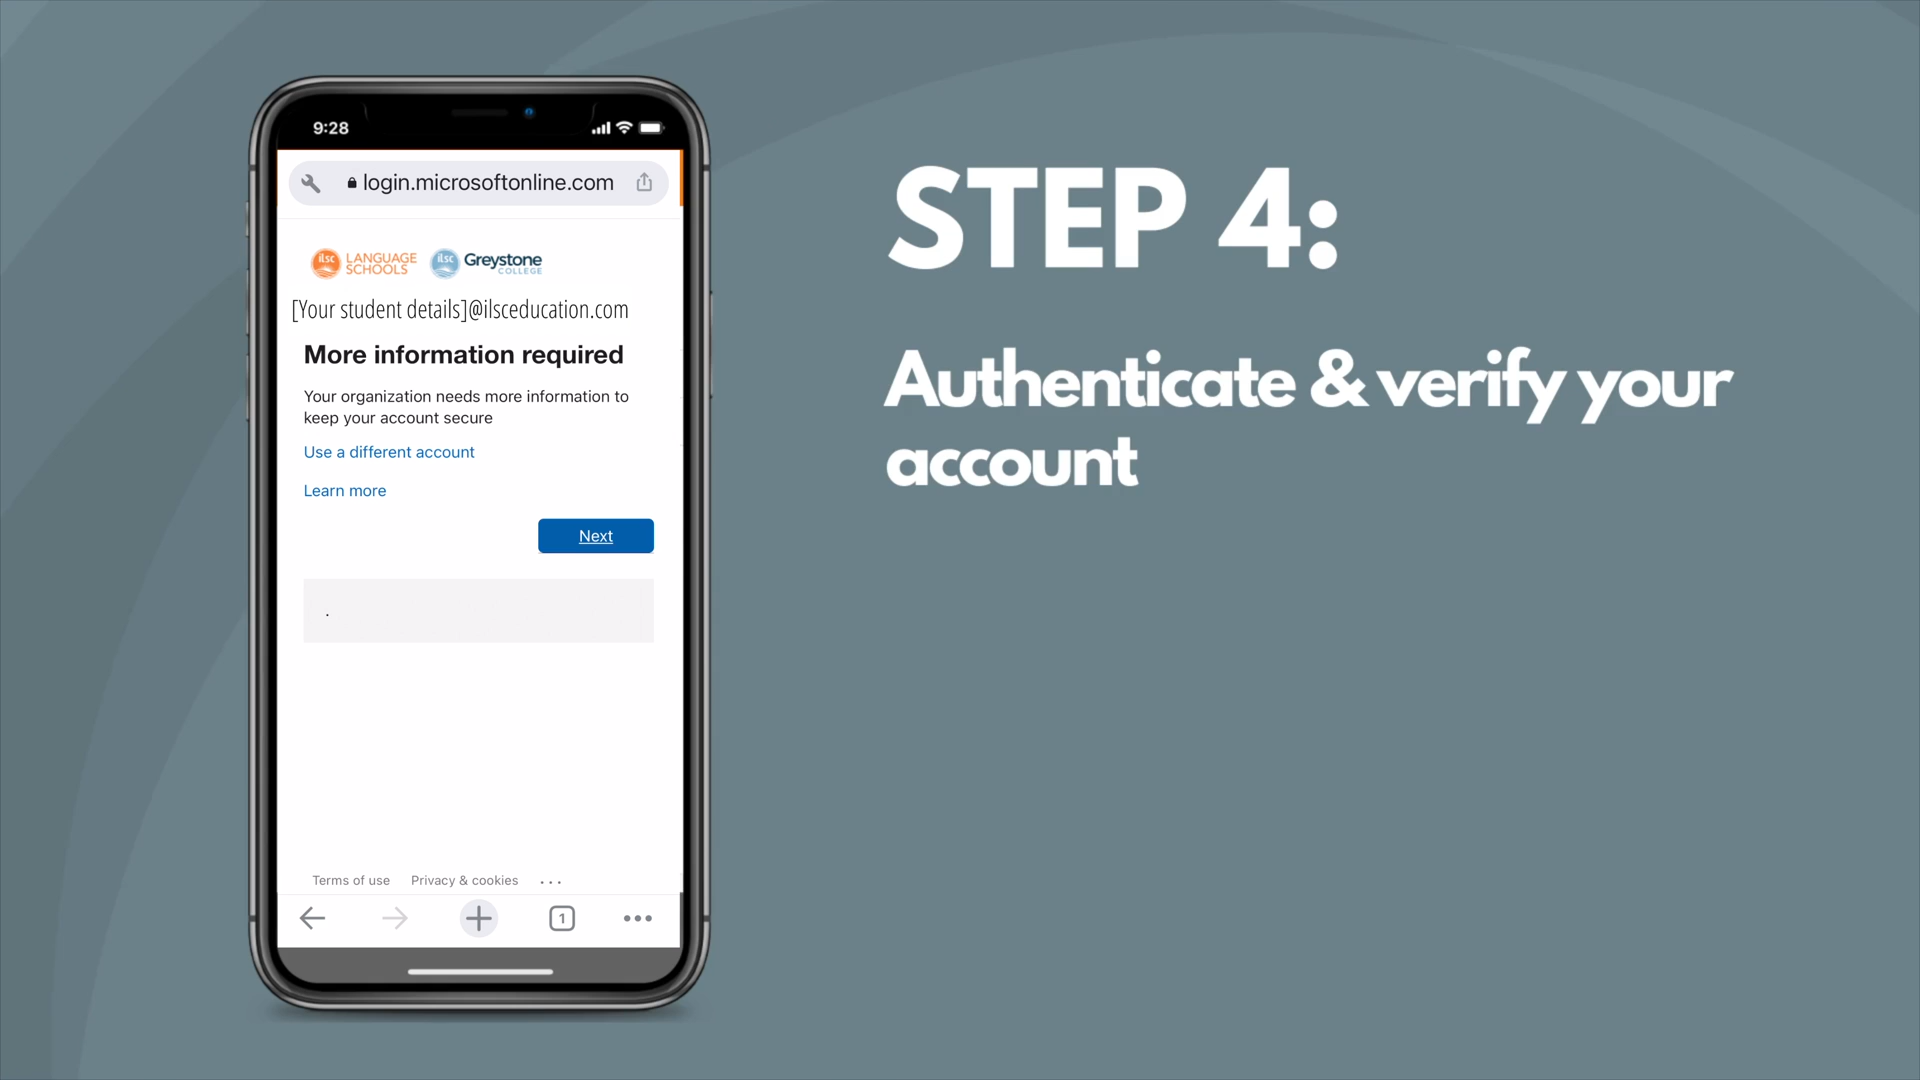 9:28
login.microsoftonline.com
ilsc LANGUAGE SCHOOLS ilsc Greystone COLLEGE
[Your student details]@ilsceducation.com
More information required
Your organization needs more information to
keep your account secure
Use a different account
Learn more
Next
.
Terms of use Privacy & cookies ...
1
STEP 4:
Authenticate & verify your
account